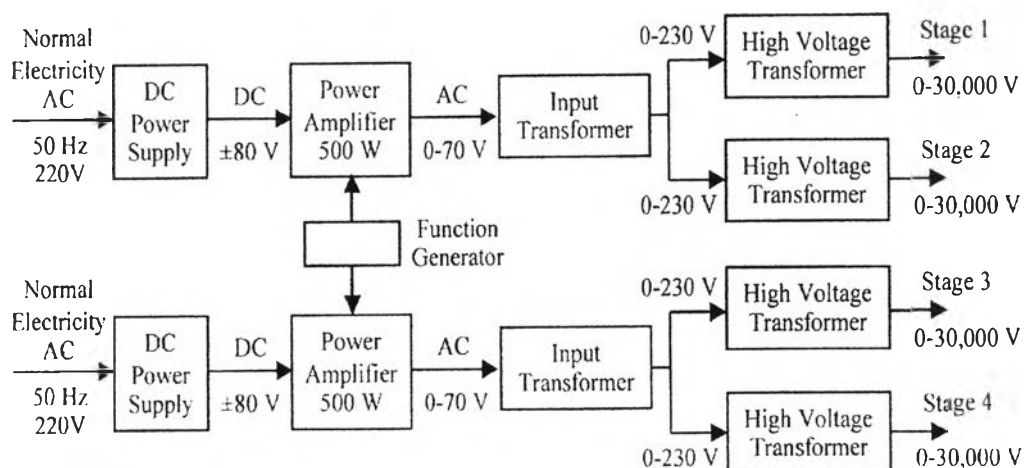 Normal
Electricity
AC
50 Hz
220V
DC
Power
Supply
DC
±80 V
Power
Amplifier
500 W
AC
0-70 V
Input
Transformer
0-230 V
High Voltage
Transformer
Stage 1
0-30,000 V
0-230 V
High Voltage
Transformer
Stage 2
0-30,000 V
Function
Generator
Normal
Electricity
AC
50 Hz
220V
DC
Power
Supply
DC
±80 V
Power
Amplifier
500 W
AC
0-70 V
Input
Transformer
0-230 V
High Voltage
Transformer
Stage 3
0-30,000 V
0-230 V
High Voltage
Transformer
Stage 4
0-30,000 V